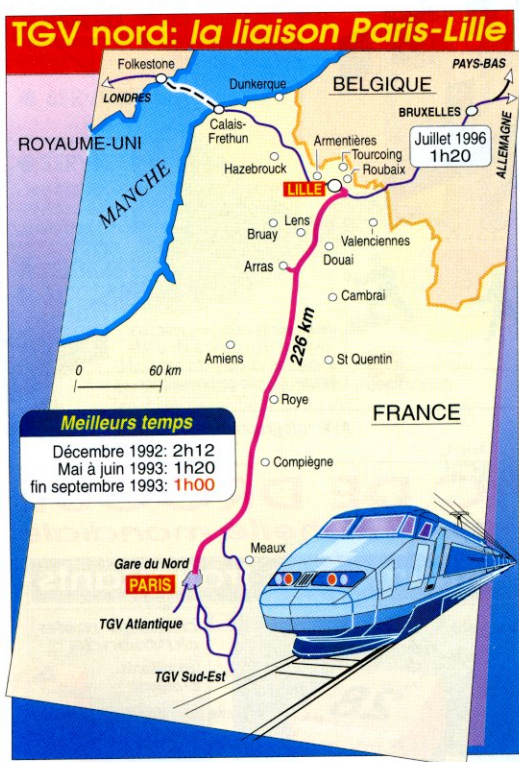 TGV nord: la liaison Paris-Lille
PAYS-BAS
Folkestone
LONDRES
Dunkerque
BELGIQUE
BRUXELLES
ALLEMAGNE
Calais-
Frethun
ROYAUME-UNI
Juillet 1996
1h20
MANCHE
Armentières
Tourcoing
Roubaix
Hazebrouck
LILLE
Lens
Bruay
Valenciennes
Douai
Arras
Cambrai
226 km
Amiens
St Quentin
0 60 km
Roye
FRANCE
Meilleurs temps
Décembre 1992: 2h12
Mai à juin 1993: 1h20
fin septembre 1993: 1h00
Compiègne
Meaux
Gare du Nord
PARIS
TGV Atlantique
TGV Sud-Est